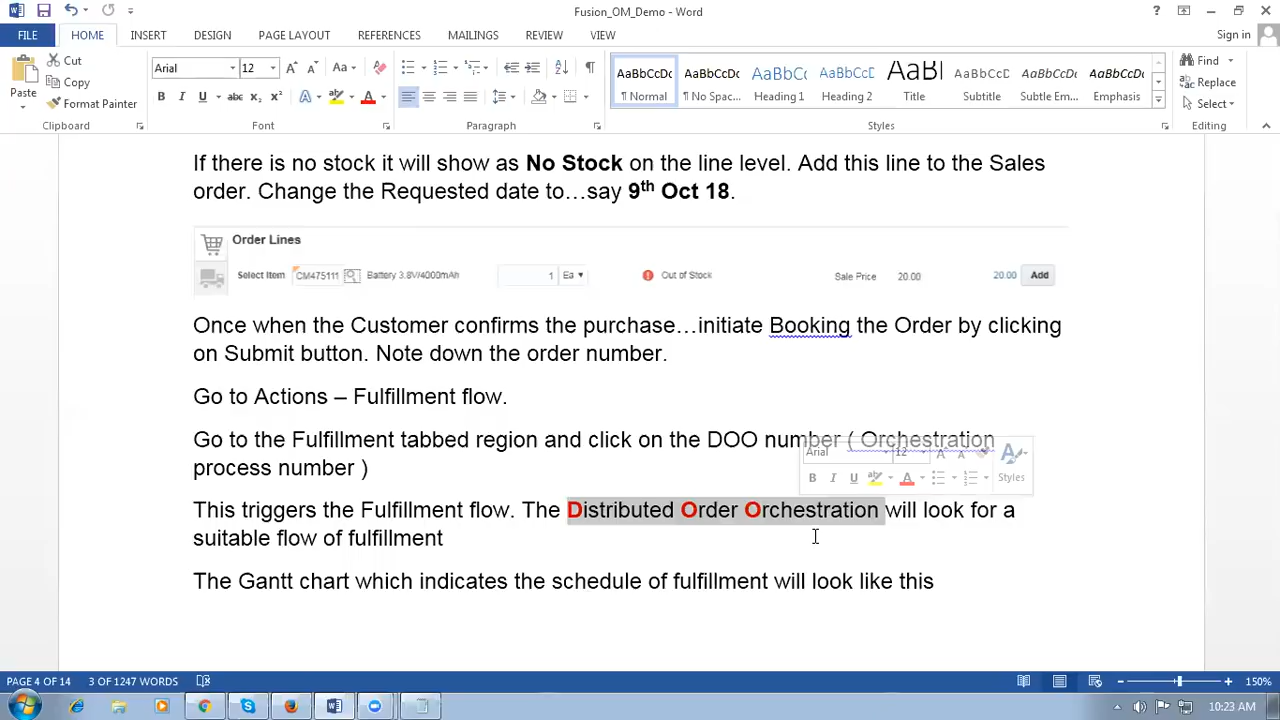 Fusion_OM_Demo - Word
FILE HOME INSERT DESIGN PAGE LAYOUT REFERENCES MAILINGS REVIEW VIEW Sign in
Paste Cut Copy Format Painter
Arial 12
AaBbCcDc AaBbCcDc AaBbCc AaBbCcD AaBl AaBbCcD AaBbCcDc AaBbCcDc
¶ Normal ¶ No Spac... Heading 1 Heading 2 Title Subtitle Subtle Em... Emphasis
Find Replace Select
Clipboard Font Paragraph Styles Editing
If there is no stock it will show as No Stock on the line level. Add this line to the Sales
order. Change the Requested date to…say 9th Oct 18.
Order Lines
Select Item CM475111 Battery 3.8V/4000mAh 1 Ea Out of Stock Sale Price 20.00 20.00 Add
Once when the Customer confirms the purchase…initiate Booking the Order by clicking
on Submit button. Note down the order number.
Go to Actions – Fulfillment flow.
Go to the Fulfillment tabbed region and click on the DOO number ( Orchestration
process number )
Arial 12
Styles
This triggers the Fulfillment flow. The Distributed Order Orchestration will look for a
suitable flow of fulfillment
The Gantt chart which indicates the schedule of fulfillment will look like this
PAGE 4 OF 14 3 OF 1247 WORDS 150%
10:23 AM